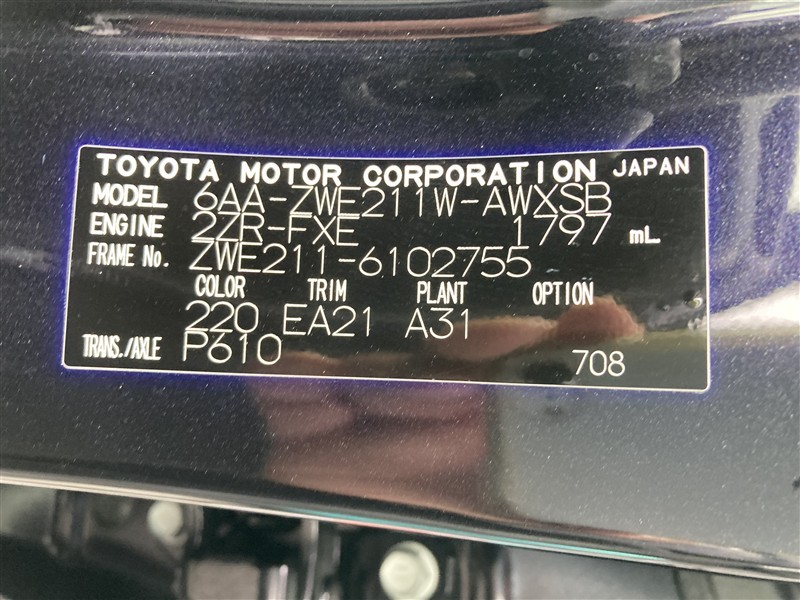 TOYOTA MOTOR CORPORATION JAPAN
MODEL 6AA-ZWE211W-AWXSB
ENGINE 2ZR-FXE 1797 mL
FRAME No. ZWE211-6102755
COLOR TRIM PLANT OPTION
220 EA21 A31
TRANS./AXLE P610 708